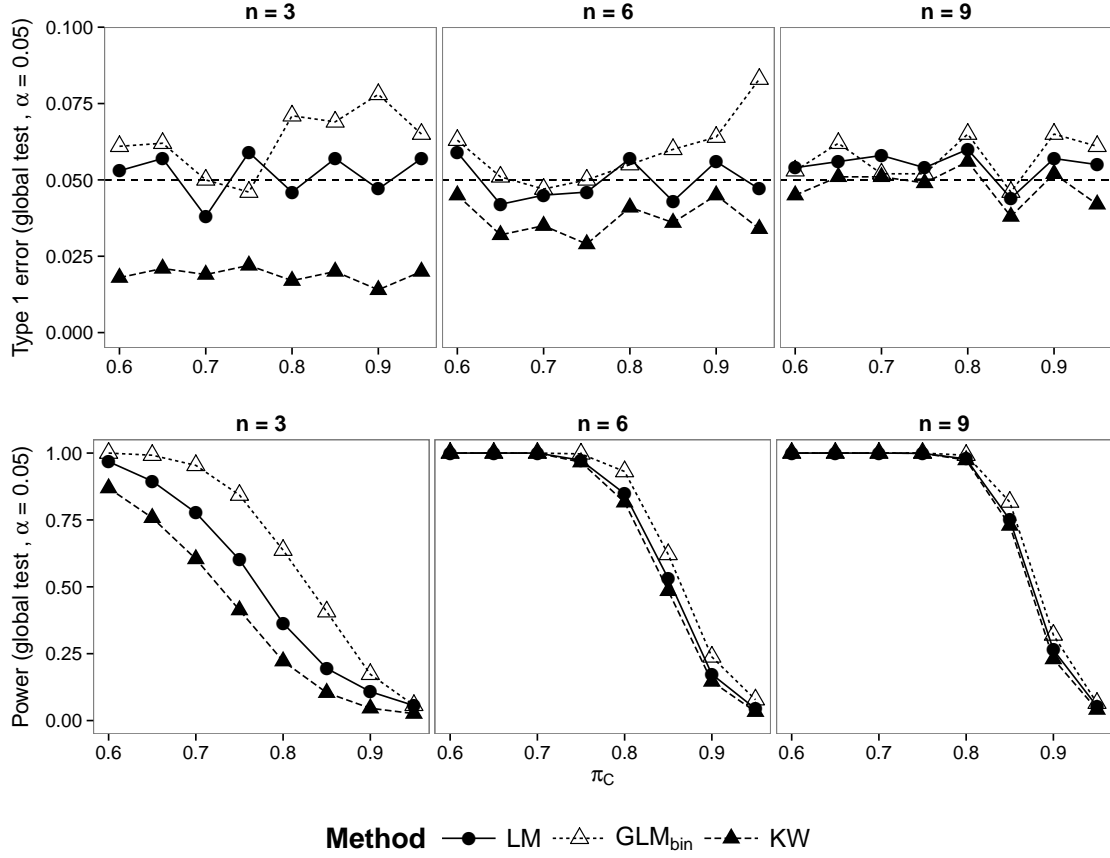 n = 3 n = 6 n = 9
Type 1 error (global test , α = 0.05)
0.100
0.075
0.050
0.025
0.000
0.6 0.7 0.8 0.9 0.6 0.7 0.8 0.9 0.6 0.7 0.8 0.9
n = 3 n = 6 n = 9
Power (global test , α = 0.05)
1.00
0.75
0.50
0.25
0.00
0.6 0.7 0.8 0.9 0.6 0.7 0.8 0.9 0.6 0.7 0.8 0.9
π_C
Method LM GLM_bin KW